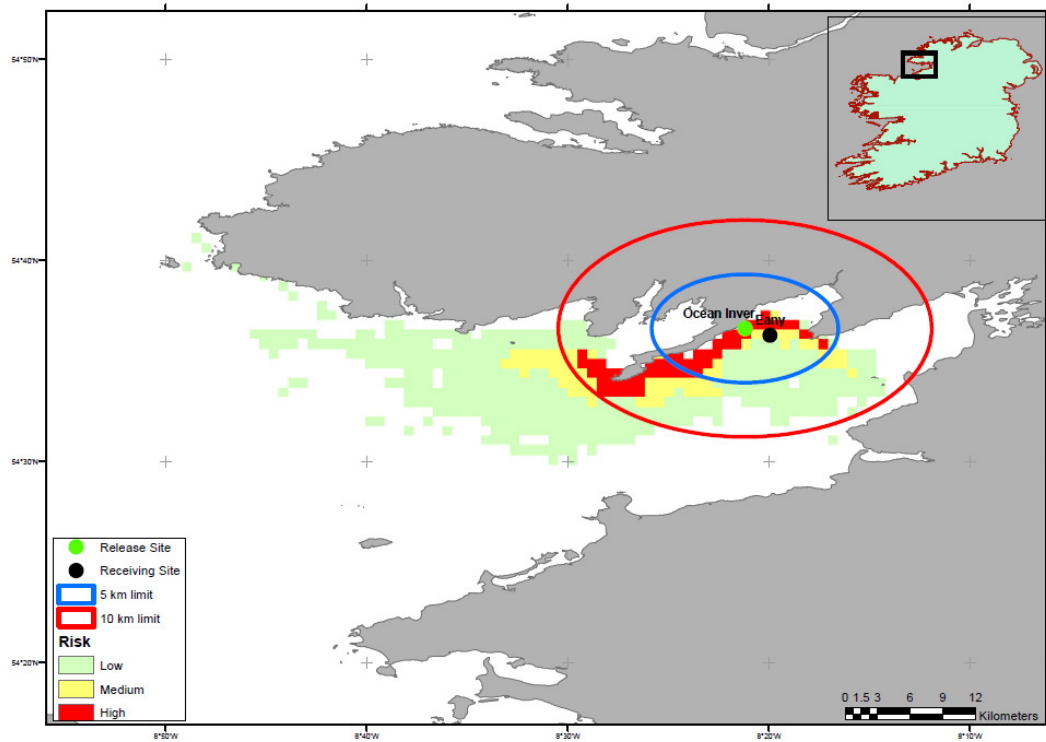 54°50'N
54°40'N
54°30'N
54°20'N
Ocean Inver
Eany
Release Site
Receiving Site
5 km limit
10 km limit
Risk
Low
Medium
High
0 1.5 3 6 9 12
Kilometers
8°50'W 8°40'W 8°30'W 8°20'W 8°10'W